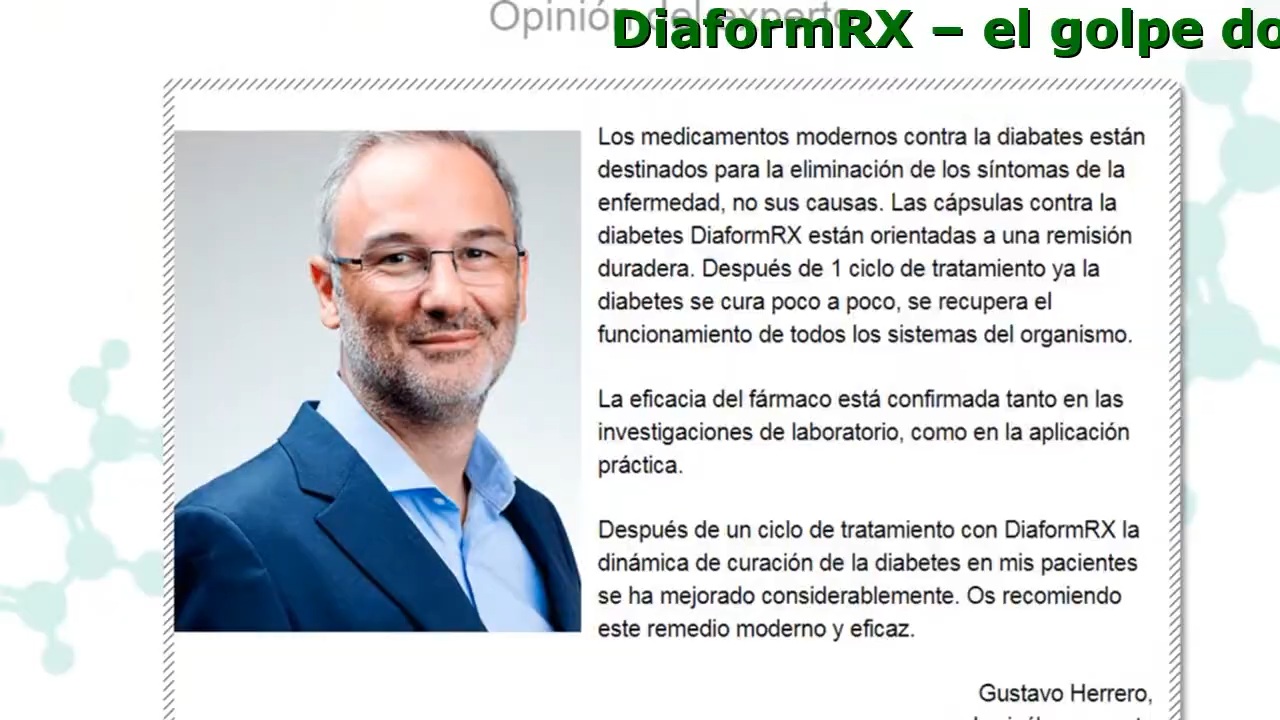 Opinión del experto
DiaformRX – el golpe do
Los medicamentos modernos contra la diabates están
destinados para la eliminación de los síntomas de la
enfermedad, no sus causas. Las cápsulas contra la
diabetes DiaformRX están orientadas a una remisión
duradera. Después de 1 ciclo de tratamiento ya la
diabetes se cura poco a poco, se recupera el
funcionamiento de todos los sistemas del organismo.
La eficacia del fármaco está confirmada tanto en las
investigaciones de laboratorio, como en la aplicación
práctica.
Después de un ciclo de tratamiento con DiaformRX la
dinámica de curación de la diabetes en mis pacientes
se ha mejorado considerablemente. Os recomiendo
este remedio moderno y eficaz.
Gustavo Herrero,